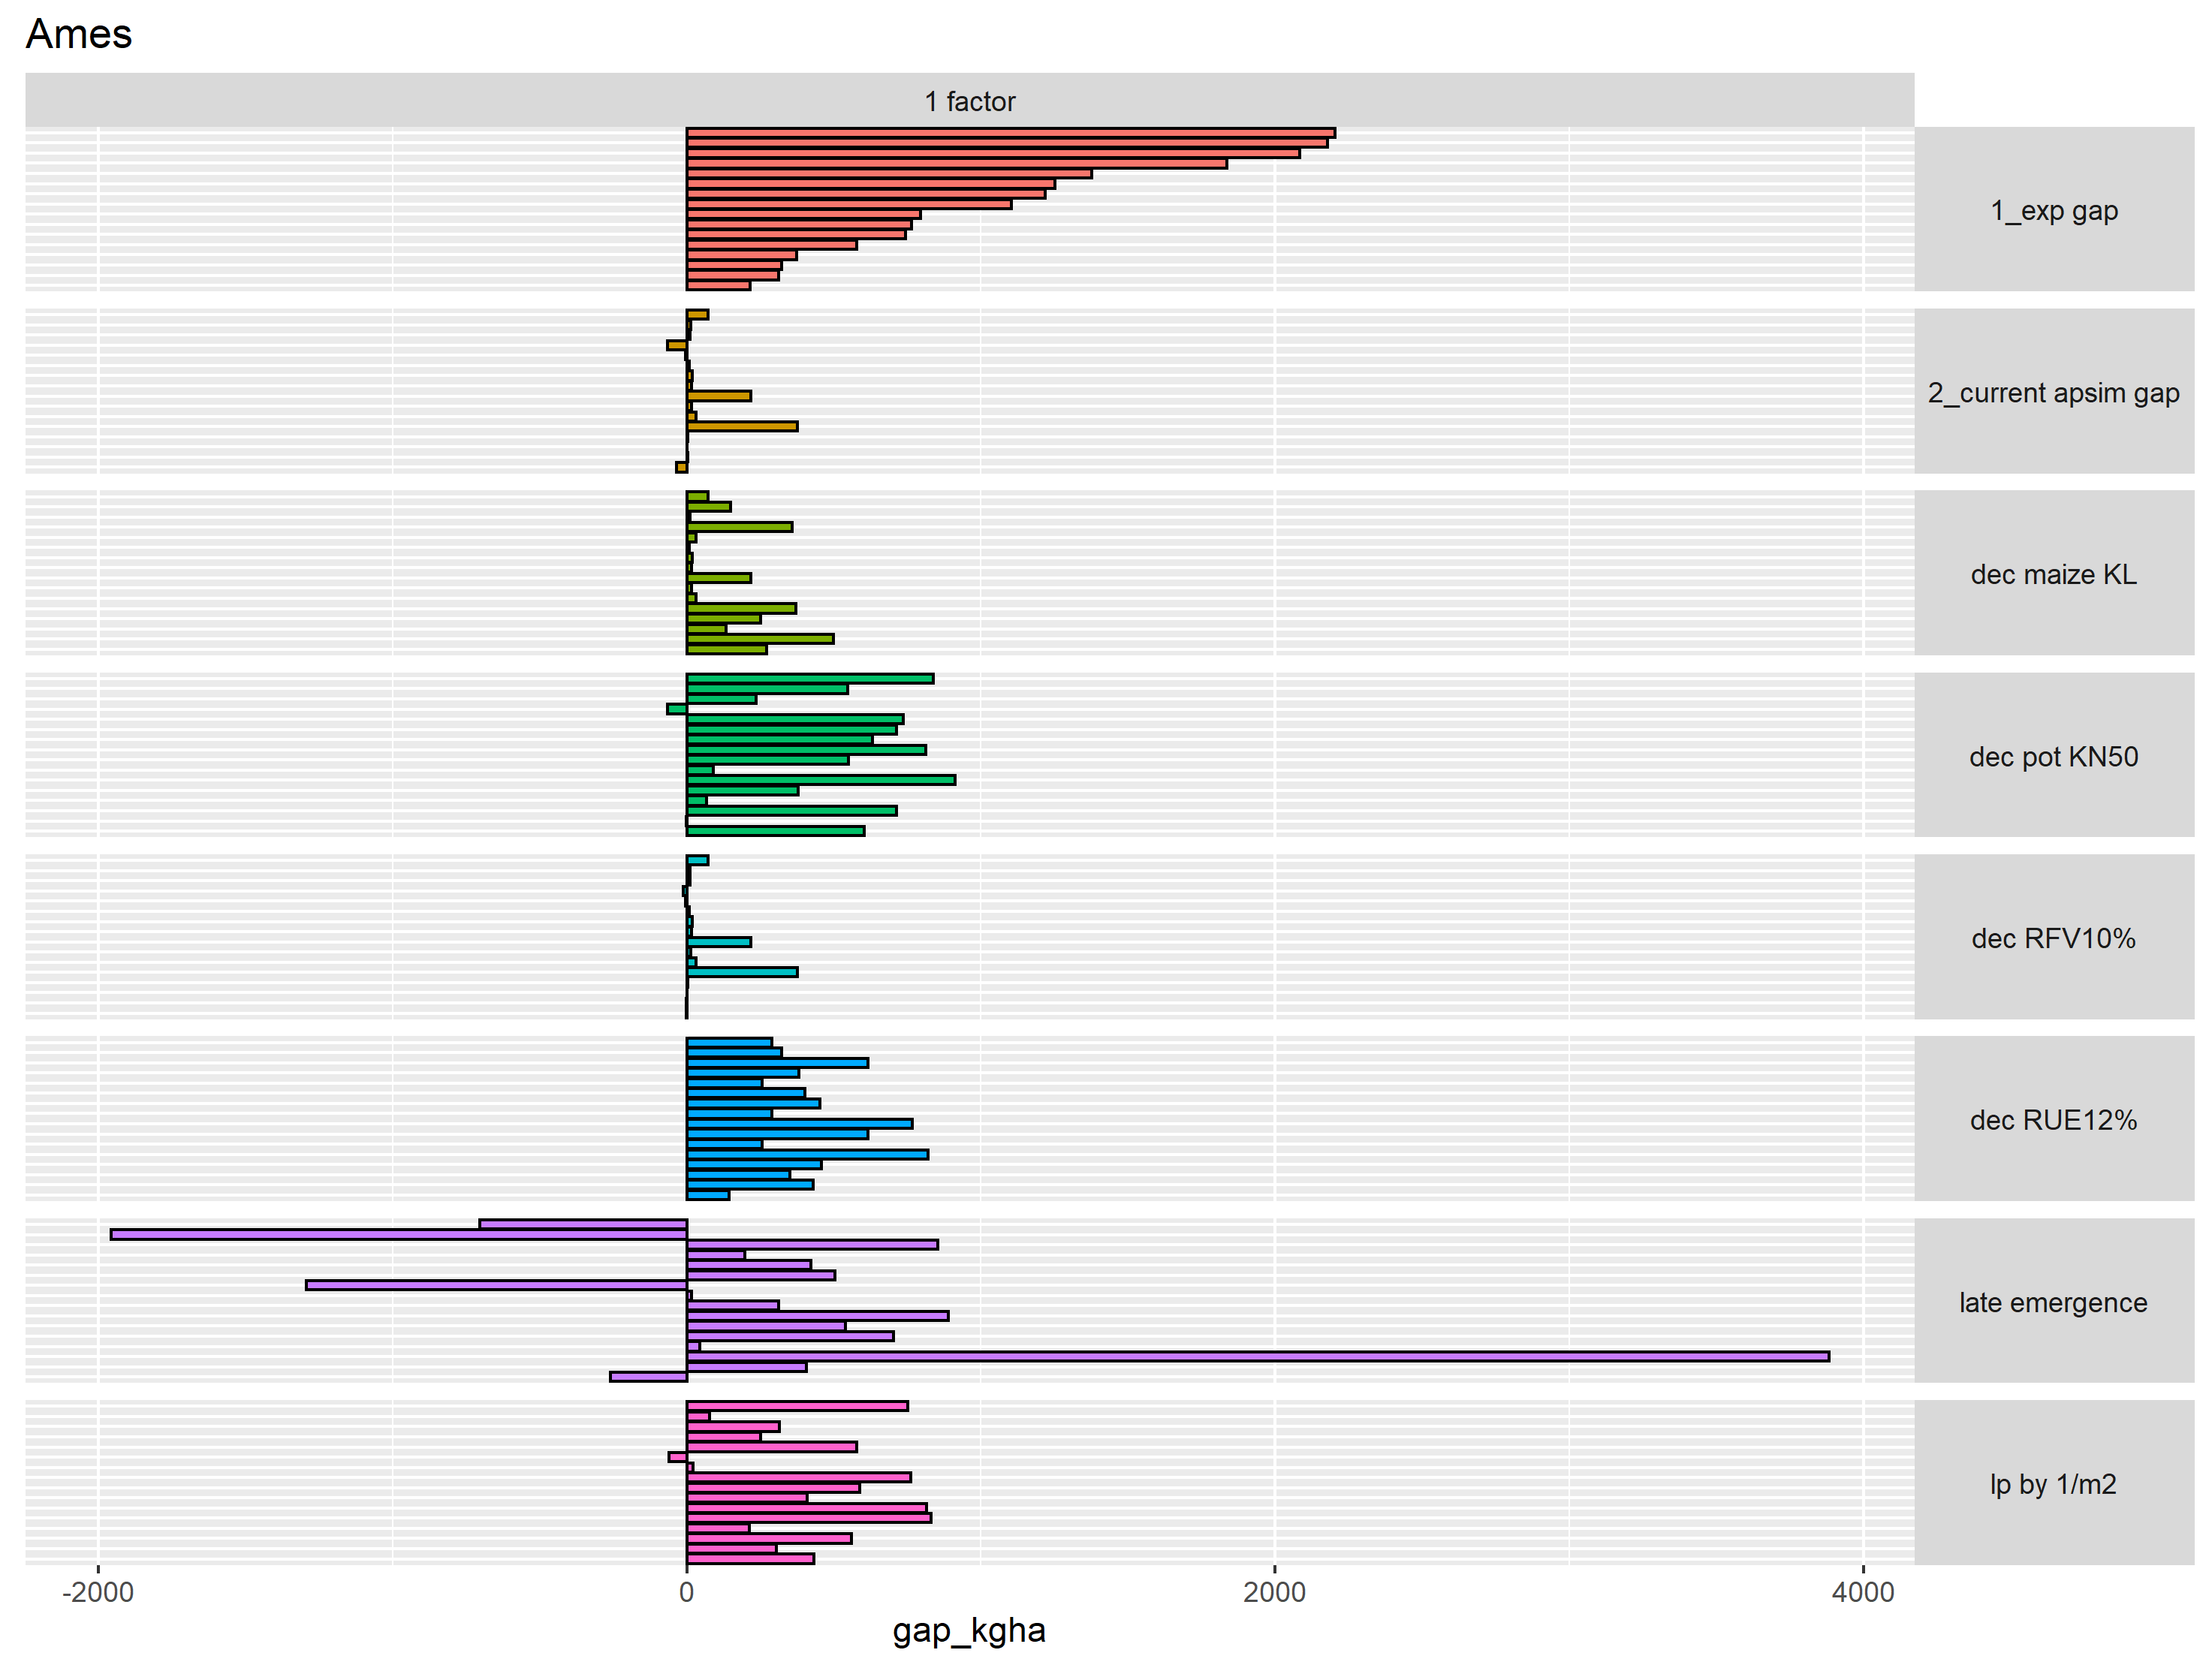 Ames
1 factor
1_exp gap
2_current apsim gap
dec maize KL
dec pot KN50
dec RFV10%
dec RUE12%
late emergence
lp by 1/m2
-2000 0 2000 4000
gap_kgha